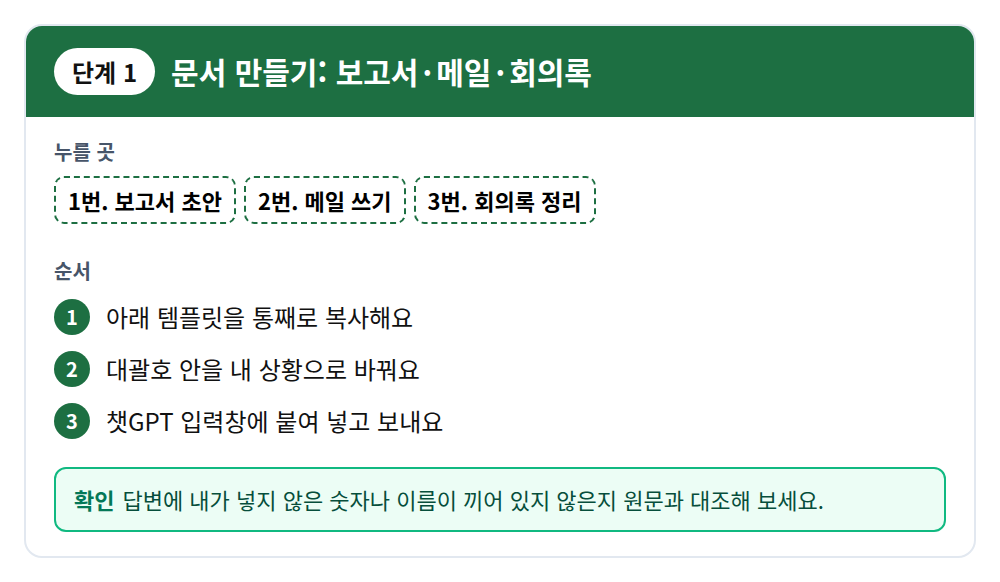 단계 1 문서 만들기: 보고서·메일·회의록
누를 곳
1번. 보고서 초안 2번. 메일 쓰기 3번. 회의록 정리
순서
1 아래 템플릿을 통째로 복사해요
2 대괄호 안을 내 상황으로 바꿔요
3 챗GPT 입력창에 붙여 넣고 보내요
확인 답변에 내가 넣지 않은 숫자나 이름이 끼어 있지 않은지 원문과 대조해 보세요.